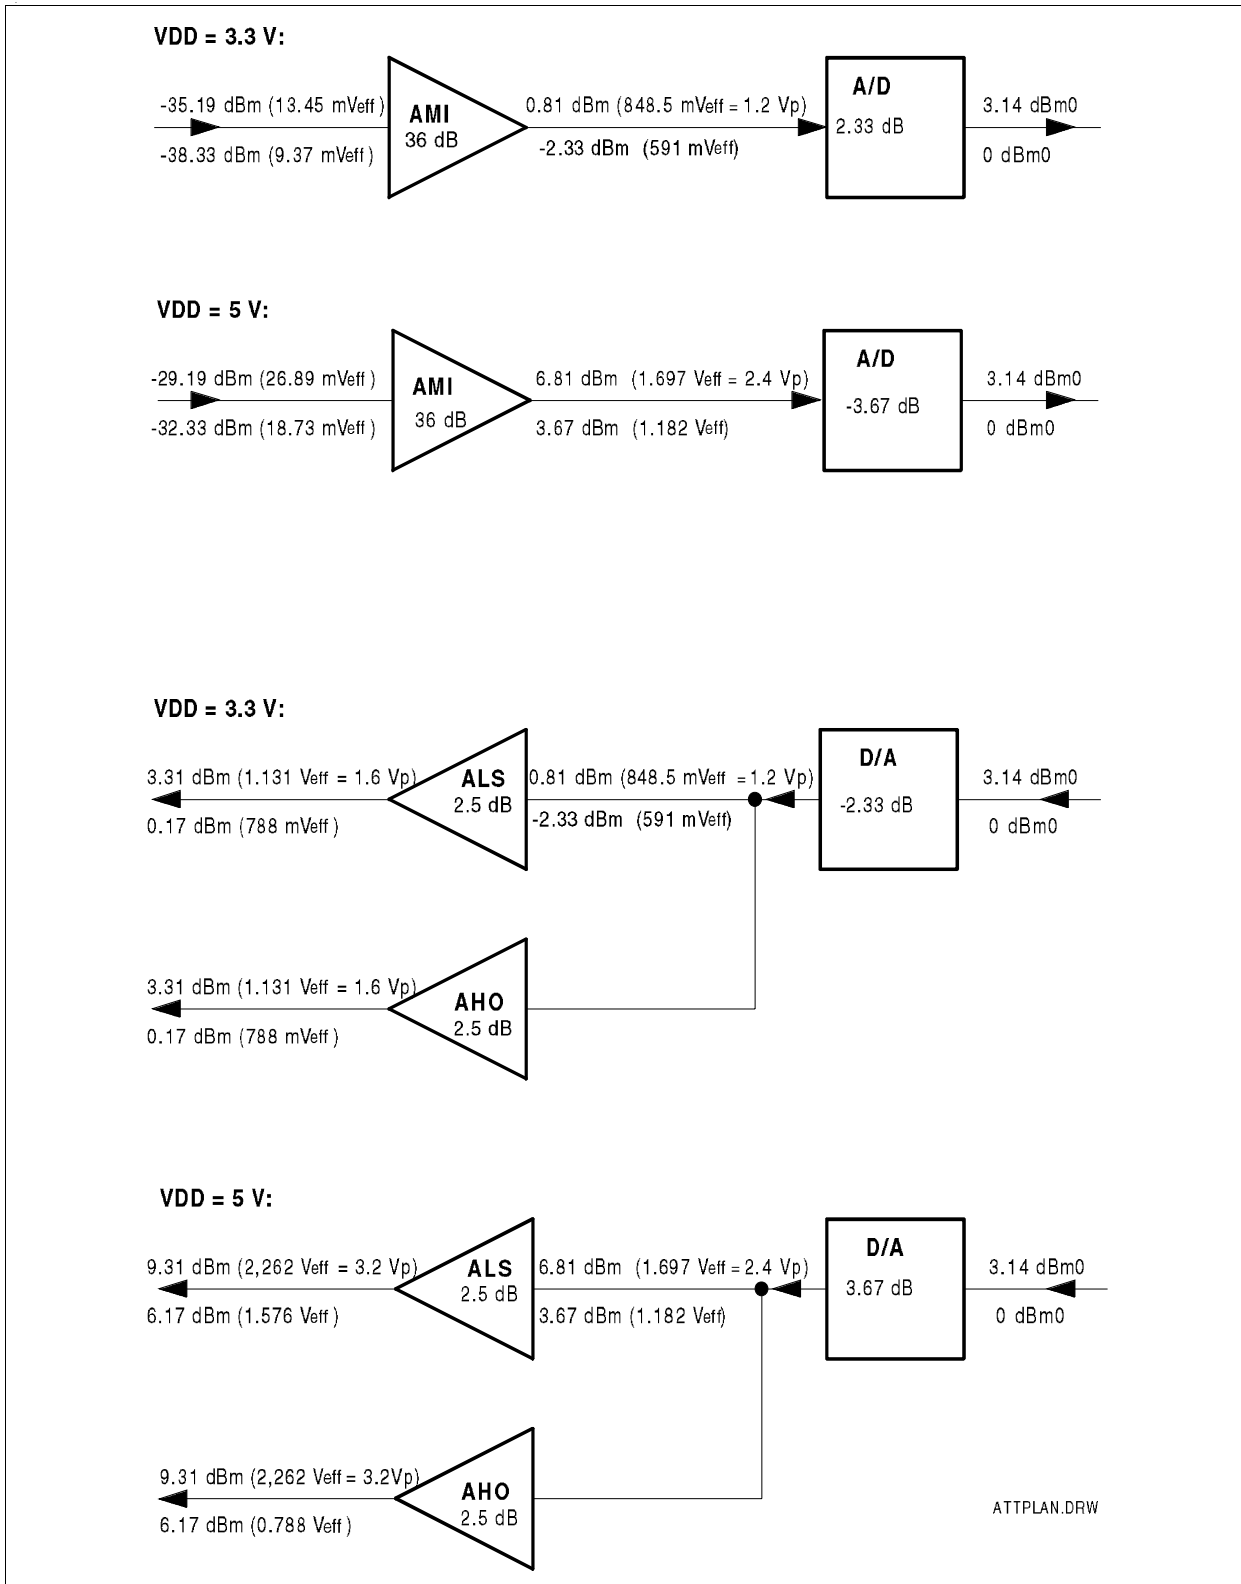 VDD = 3.3 V:
-35.19 dBm (13.45 mVeff)
-38.33 dBm (9.37 mVeff)
AMI
36 dB
0.81 dBm (848.5 mVeff = 1.2 Vp)
-2.33 dBm (591 mVeff)
A/D
2.33 dB
3.14 dBm0
0 dBm0
VDD = 5 V:
-29.19 dBm (26.89 mVeff)
-32.33 dBm (18.73 mVeff)
AMI
36 dB
6.81 dBm (1.697 Veff = 2.4 Vp)
3.67 dBm (1.182 Veff)
A/D
-3.67 dB
3.14 dBm0
0 dBm0
VDD = 3.3 V:
3.31 dBm (1.131 Veff = 1.6 Vp)
0.17 dBm (788 mVeff)
ALS
2.5 dB
0.81 dBm (848.5 mVeff = 1.2 Vp)
-2.33 dBm (591 mVeff)
D/A
-2.33 dB
3.14 dBm0
0 dBm0
3.31 dBm (1.131 Veff = 1.6 Vp)
0.17 dBm (788 mVeff)
AHO
2.5 dB
VDD = 5 V:
9.31 dBm (2,262 Veff = 3.2 Vp)
6.17 dBm (1.576 Veff)
ALS
2.5 dB
6.81 dBm (1.697 Veff = 2.4 Vp)
3.67 dBm (1.182 Veff)
D/A
3.67 dB
3.14 dBm0
0 dBm0
9.31 dBm (2,262 Veff = 3.2Vp)
6.17 dBm (0.788 Veff)
AHO
2.5 dB
ATTPLAN.DRW